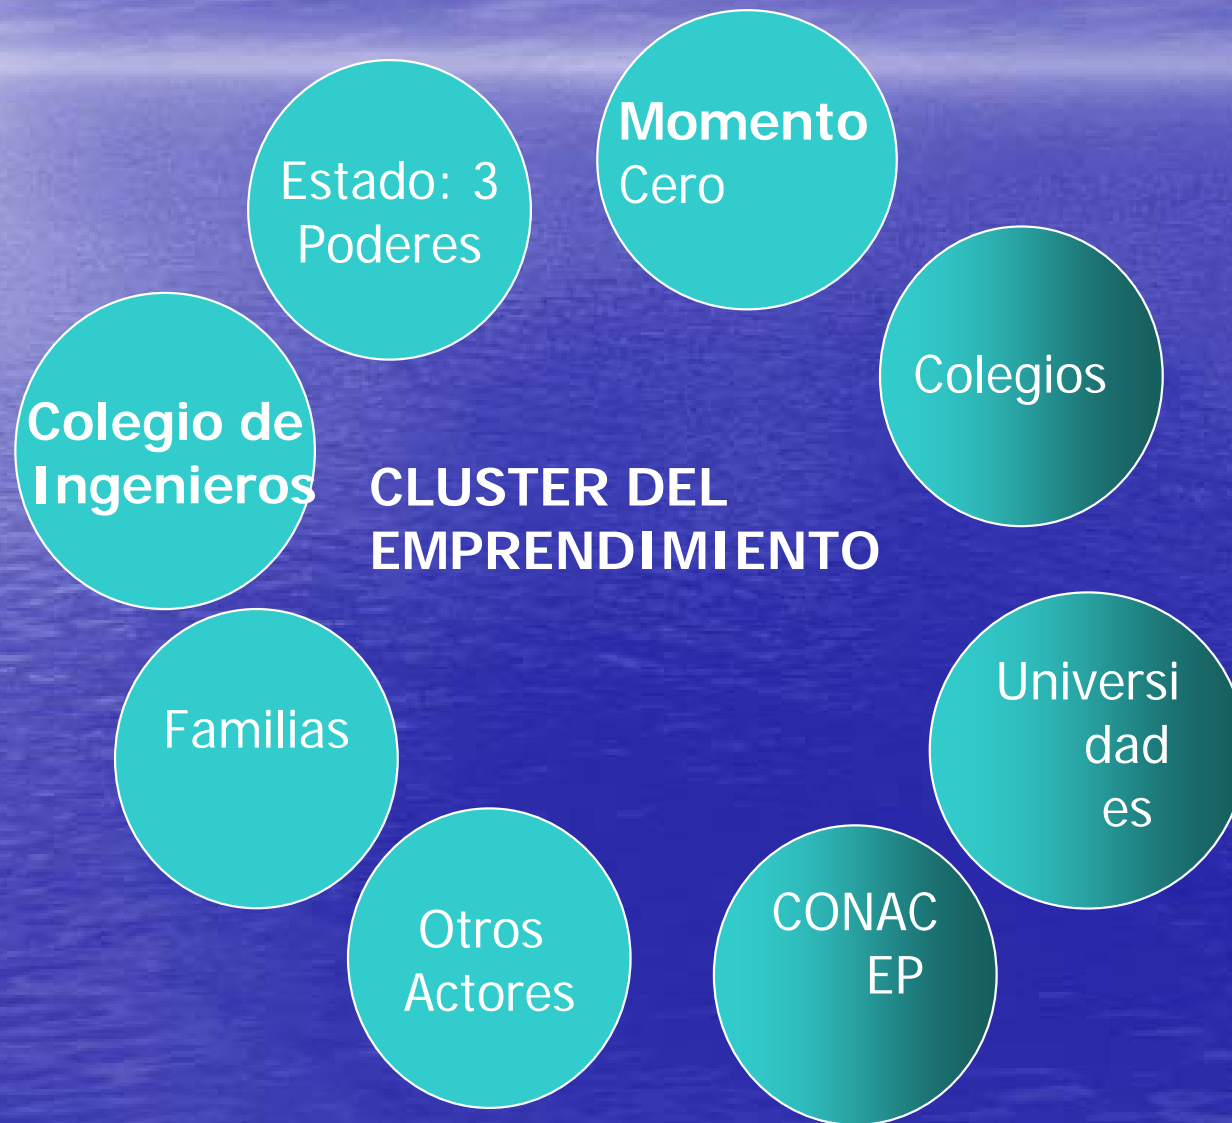 Momento
Cero
Estado: 3
Poderes
Colegios
Colegio de
Ingenieros
CLUSTER DEL
EMPRENDIMIENTO
Universi
dad
es
Familias
CONAC
EP
Otros
Actores